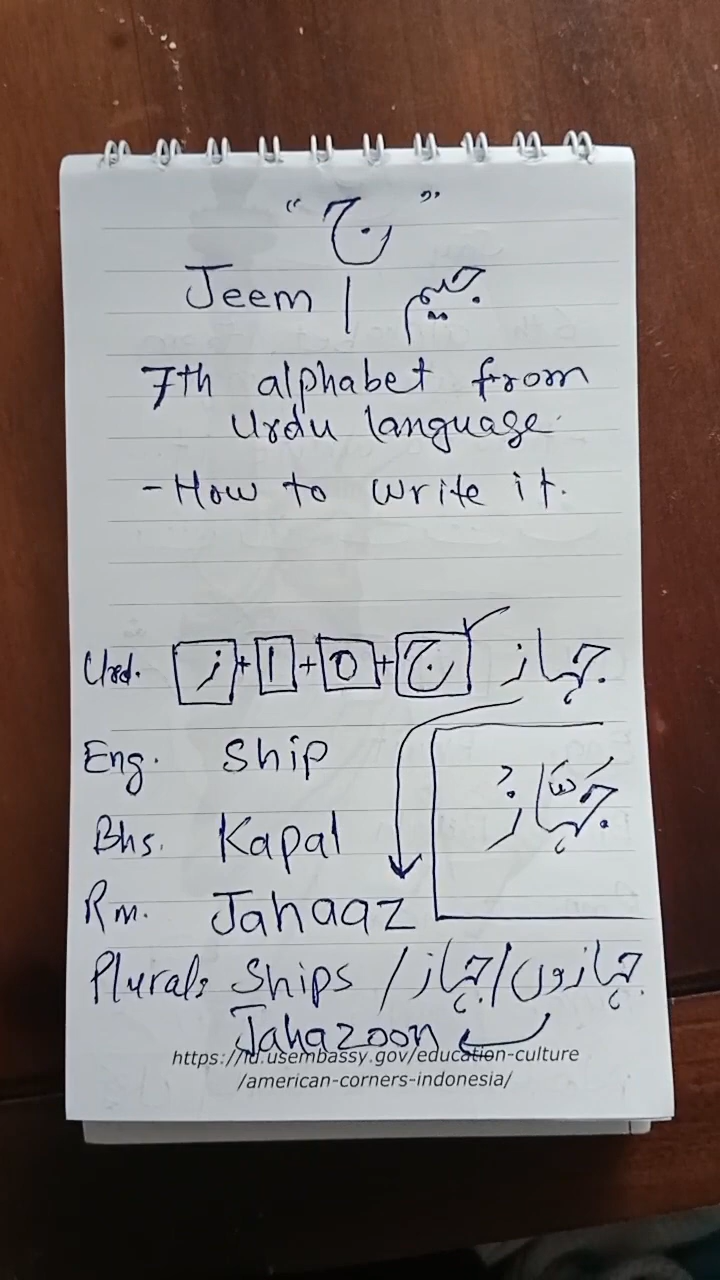 "ج"
Jeem | جیم
7th alphabet from
Urdu language.
- How to write it.
Urd. ز + ا + ہ + ج جہاز
Eng. Ship
جَہَازْ
Bhs. Kapal
Rm. Jahaaz
Plural: Ships / جہاز / جہازوں
Jahazoon
https://id.usembassy.gov/education-culture
/american-corners-indonesia/